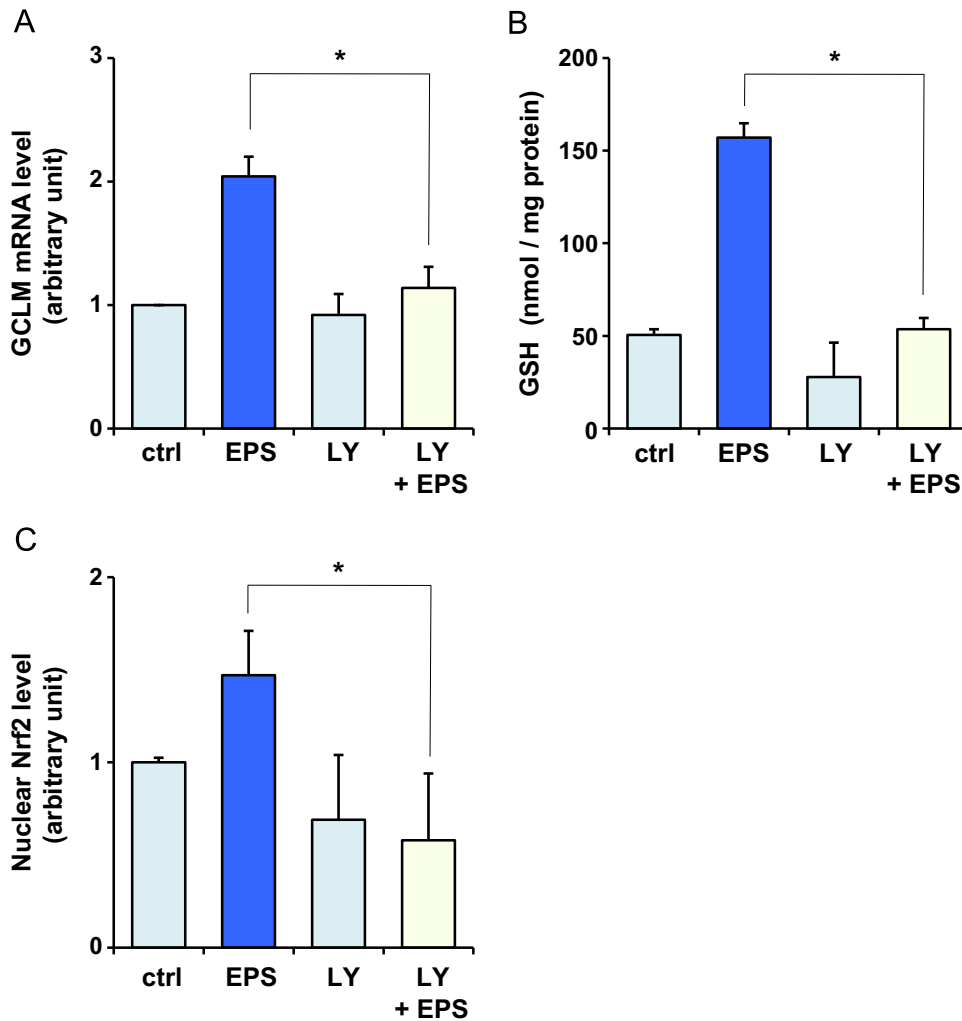 A
GCLM mRNA level
(arbitrary unit)
3
2
1
0
*
ctrl
EPS
LY
LY
+ EPS
B
GSH (nmol / mg protein)
200
150
100
50
0
*
ctrl
EPS
LY
LY
+ EPS
C
Nuclear Nrf2 level
(arbitrary unit)
2
1
0
*
ctrl
EPS
LY
LY
+ EPS